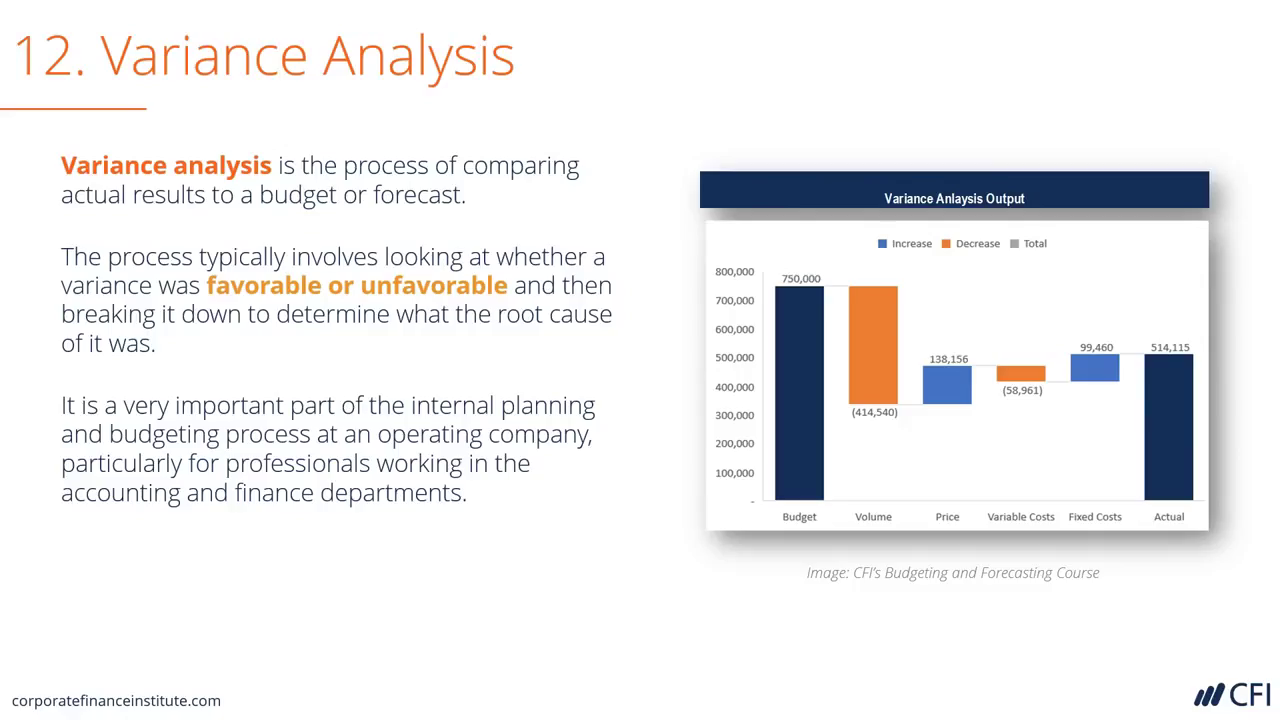 12. Variance Analysis
Variance analysis is the process of comparing
actual results to a budget or forecast.
The process typically involves looking at whether a
variance was favorable or unfavorable and then
breaking it down to determine what the root cause
of it was.
It is a very important part of the internal planning
and budgeting process at an operating company,
particularly for professionals working in the
accounting and finance departments.
Variance Anlaysis Output
Increase Decrease Total
800,000
700,000
600,000
500,000
400,000
300,000
200,000
100,000
-
750,000
(414,540)
138,156
(58,961)
99,460
514,115
Budget Volume Price Variable Costs Fixed Costs Actual
Image: CFI's Budgeting and Forecasting Course
corporatefinanceinstitute.com
CFI